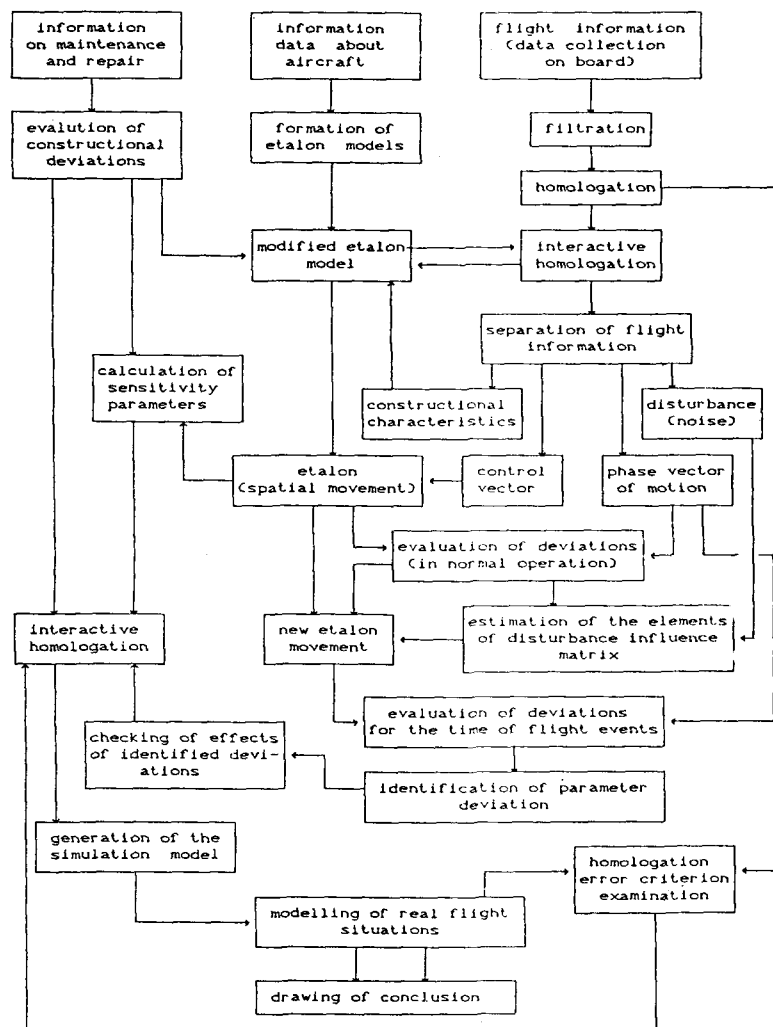 information
on maintenance
and repair
information
data about
aircraft
flight information
(data collection
on board)
evalution of
constructional
deviations
formation of
etalon models
filtration
homologation
modified etalon
model
interactive
homologation
separation of flight
information
calculation of
sensitivity
parameters
constructional
characteristics
disturbance
(noise)
etalon
(spatial movement)
control
vector
phase vector
of motion
evaluation of deviations
(in normal operation)
interactive
homologation
new etalon
movement
estimation of the elements
of disturbance influence
matrix
evaluation of deviations
for the time of flight events
checking of effects
of identified devi-
ations
identification of parameter
deviation
generation of the
simulation model
homologation
error criterion
examination
modelling of real flight
situations
drawing of conclusion